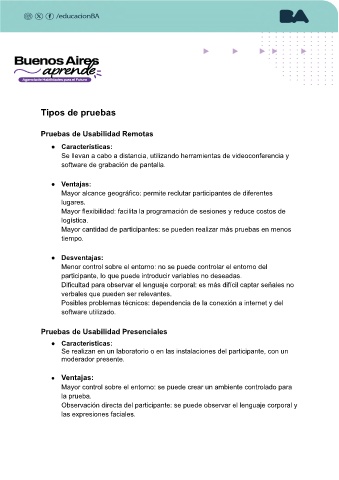 /educacionBA
BA
Buenos Aires
aprende
Agencia de Habilidades para el Futuro
Tipos de pruebas
Pruebas de Usabilidad Remotas
● Características:
Se llevan a cabo a distancia, utilizando herramientas de videoconferencia y
software de grabación de pantalla.
● Ventajas:
Mayor alcance geográfico: permite reclutar participantes de diferentes
lugares.
Mayor flexibilidad: facilita la programación de sesiones y reduce costos de
logística.
Mayor cantidad de participantes: se pueden realizar más pruebas en menos
tiempo.
● Desventajas:
Menor control sobre el entorno: no se puede controlar el entorno del
participante, lo que puede introducir variables no deseadas.
Dificultad para observar el lenguaje corporal: es más difícil captar señales no
verbales que pueden ser relevantes.
Posibles problemas técnicos: dependencia de la conexión a internet y del
software utilizado.
Pruebas de Usabilidad Presenciales
● Características:
Se realizan en un laboratorio o en las instalaciones del participante, con un
moderador presente.
● Ventajas:
Mayor control sobre el entorno: se puede crear un ambiente controlado para
la prueba.
Observación directa del participante: se puede observar el lenguaje corporal y
las expresiones faciales.